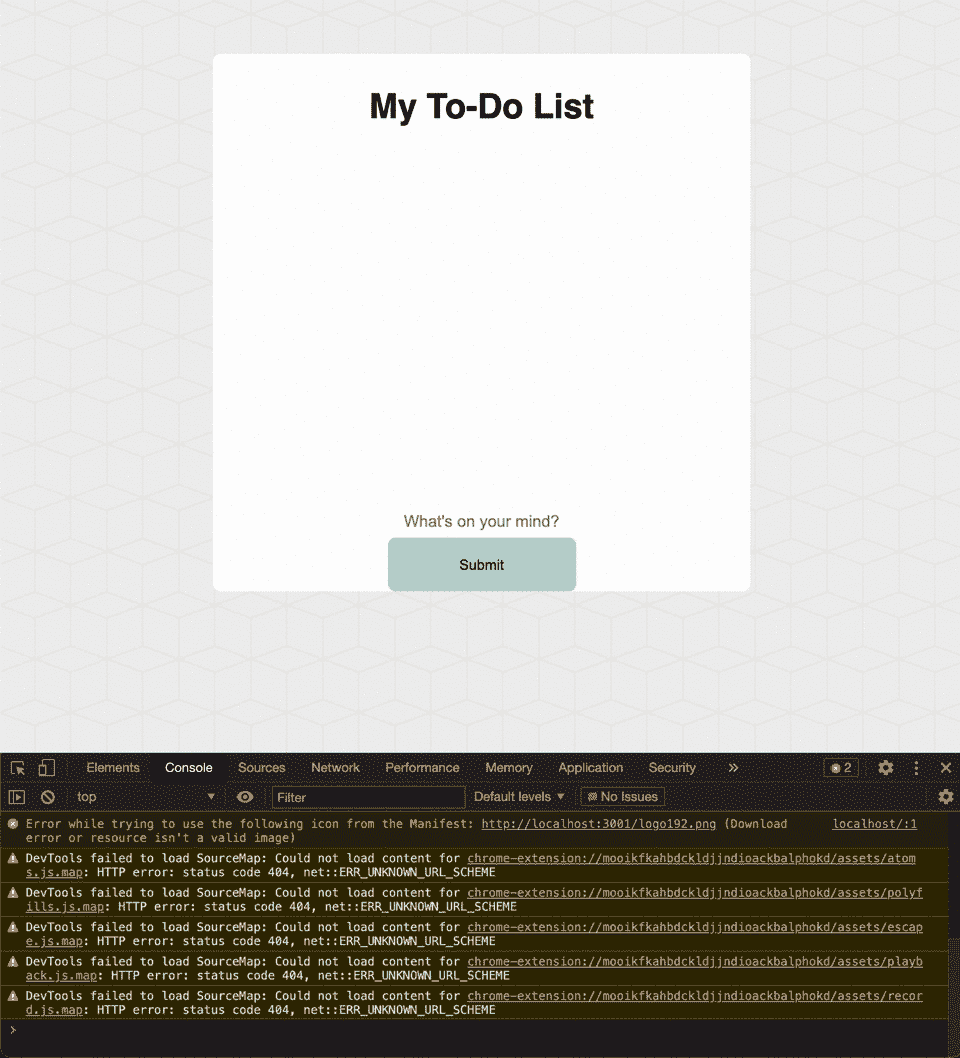 My To-Do List
What's on your mind?
Submit
Elements Console Sources Network Performance Memory Application Security » 2
top Filter Default levels No Issues
Error while trying to use the following icon from the Manifest: http://localhost:3001/logo192.png (Download localhost/:1
error or resource isn't a valid image)
DevTools failed to load SourceMap: Could not load content for chrome-extension://mooikfkahbdckldjjndioackbalphokd/assets/atom
s.js.map: HTTP error: status code 404, net::ERR_UNKNOWN_URL_SCHEME
DevTools failed to load SourceMap: Could not load content for chrome-extension://mooikfkahbdckldjjndioackbalphokd/assets/polyf
ills.js.map: HTTP error: status code 404, net::ERR_UNKNOWN_URL_SCHEME
DevTools failed to load SourceMap: Could not load content for chrome-extension://mooikfkahbdckldjjndioackbalphokd/assets/escap
e.js.map: HTTP error: status code 404, net::ERR_UNKNOWN_URL_SCHEME
DevTools failed to load SourceMap: Could not load content for chrome-extension://mooikfkahbdckldjjndioackbalphokd/assets/playb
ack.js.map: HTTP error: status code 404, net::ERR_UNKNOWN_URL_SCHEME
DevTools failed to load SourceMap: Could not load content for chrome-extension://mooikfkahbdckldjjndioackbalphokd/assets/recor
d.js.map: HTTP error: status code 404, net::ERR_UNKNOWN_URL_SCHEME